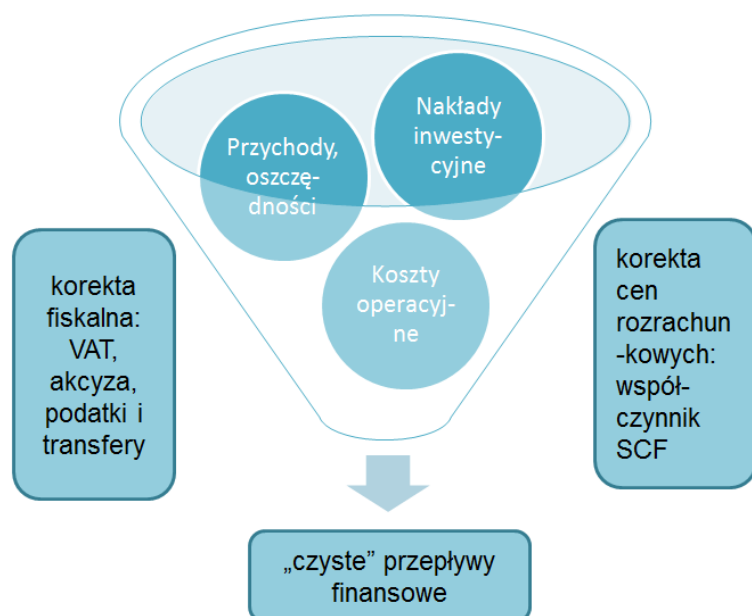 Nakłady
inwesty-
cyjne
Przychody,
oszczę-
dności
Koszty
operacyj-
ne
korekta
fiskalna:
VAT,
akcyza,
podatki i
transfery
korekta
cen
rozrachun
-kowych:
współ-
czynnik
SCF
„czyste” przepływy
finansowe